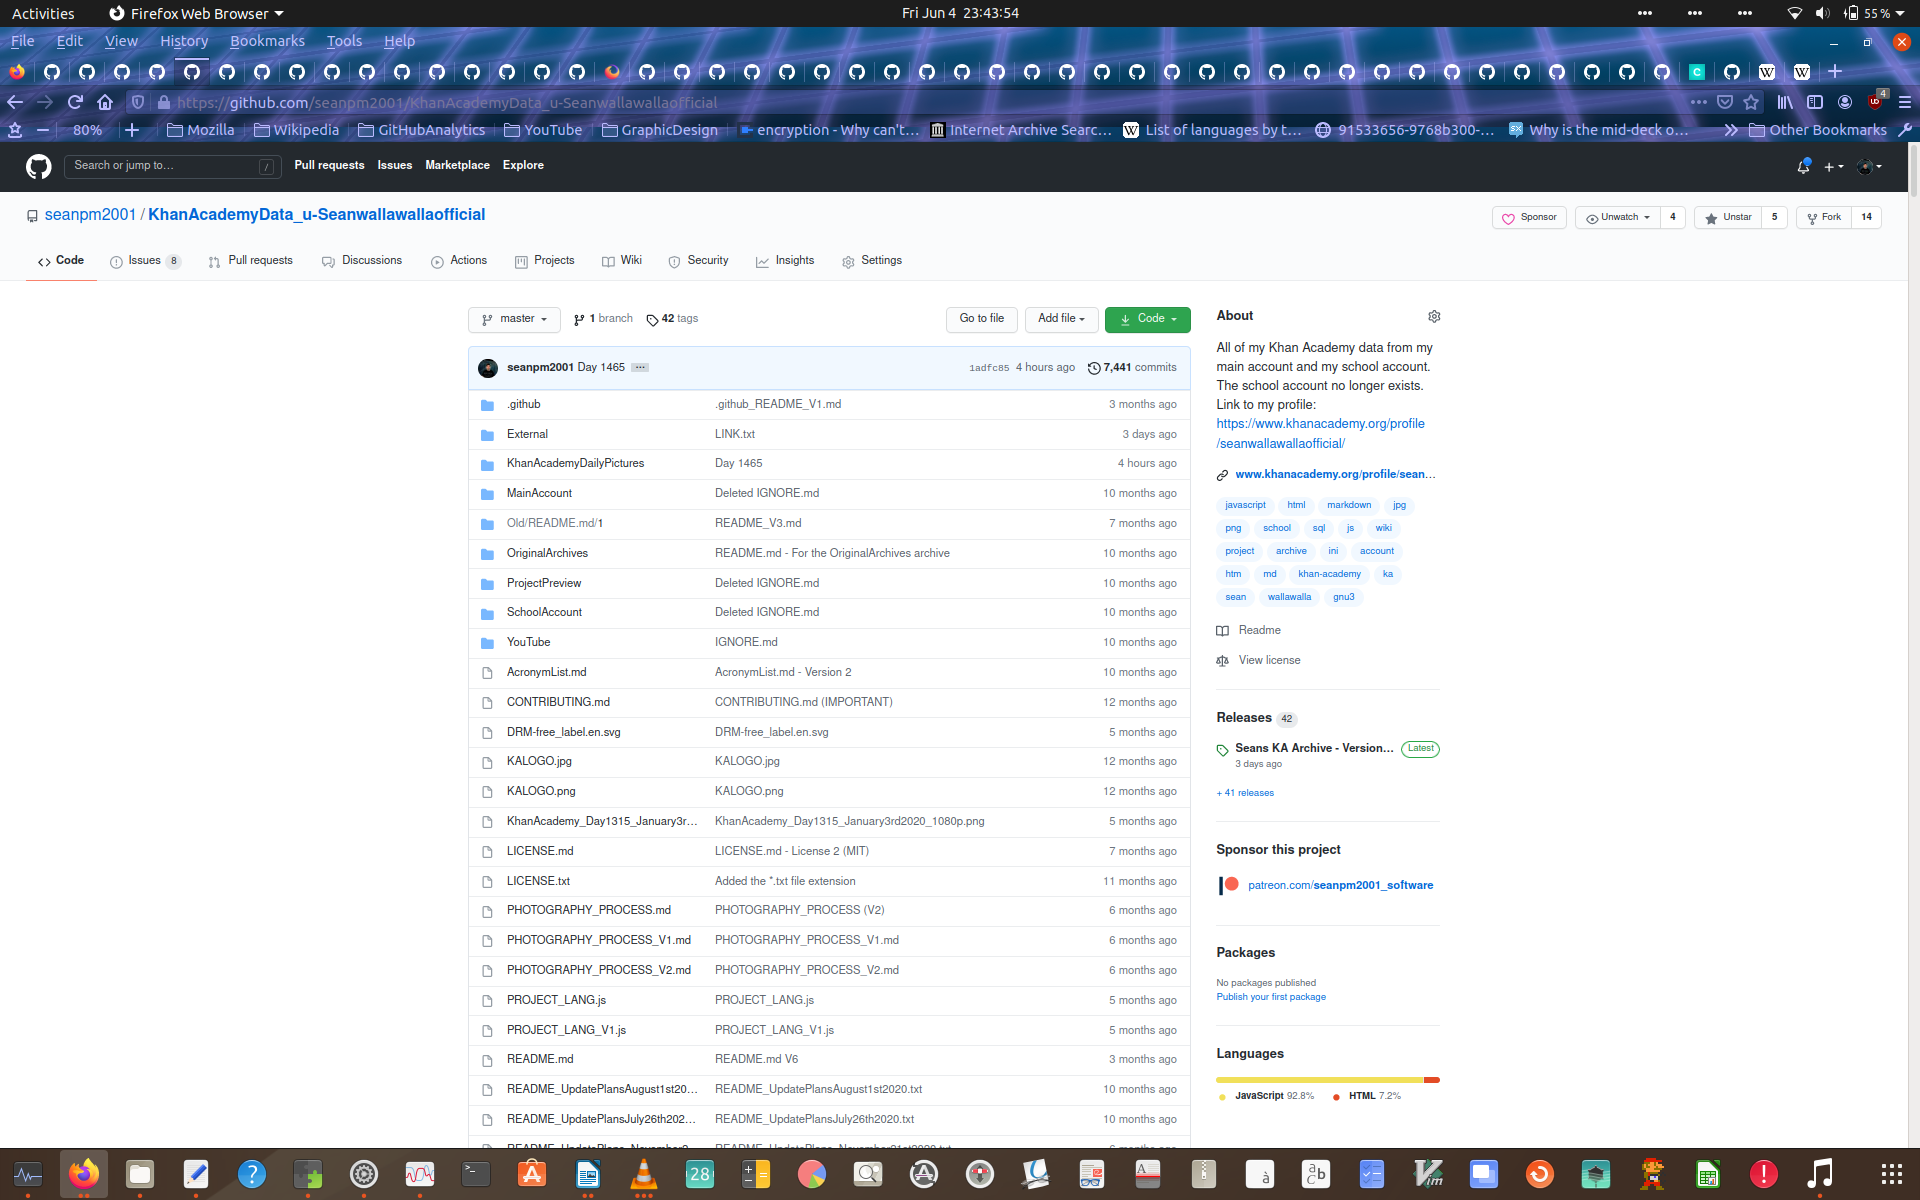 Activities Firefox Web Browser Fri Jun 4 23:43:54 55 %
File Edit View History Bookmarks Tools Help
https://github.com/seanpm2001/KhanAcademyData_u-Seanwallawallaofficial 4
80% Mozilla Wikipedia GitHubAnalytics YouTube GraphicDesign encryption - Why can't… Internet Archive Searc… List of languages by t… 91533656-9768b300-… Why is the mid-deck o… Other Bookmarks
Search or jump to… / Pull requests Issues Marketplace Explore
seanpm2001 / KhanAcademyData_u-Seanwallawallaofficial Sponsor Unwatch 4 Unstar 5 Fork 14
Code Issues 8 Pull requests Discussions Actions Projects Wiki Security Insights Settings
master 1 branch 42 tags Go to file Add file Code
seanpm2001 Day 1465 … 1adfc85 4 hours ago 7,441 commits
.github .github_README_V1.md 3 months ago
External LINK.txt 3 days ago
KhanAcademyDailyPictures Day 1465 4 hours ago
MainAccount Deleted IGNORE.md 10 months ago
Old/README.md/1 README_V3.md 7 months ago
OriginalArchives README.md - For the OriginalArchives archive 10 months ago
ProjectPreview Deleted IGNORE.md 10 months ago
SchoolAccount Deleted IGNORE.md 10 months ago
YouTube IGNORE.md 10 months ago
AcronymList.md AcronymList.md - Version 2 10 months ago
CONTRIBUTING.md CONTRIBUTING.md (IMPORTANT) 12 months ago
DRM-free_label.en.svg DRM-free_label.en.svg 5 months ago
KALOGO.jpg KALOGO.jpg 12 months ago
KALOGO.png KALOGO.png 12 months ago
KhanAcademy_Day1315_January3r… KhanAcademy_Day1315_January3rd2020_1080p.png 5 months ago
LICENSE.md LICENSE.md - License 2 (MIT) 7 months ago
LICENSE.txt Added the *.txt file extension 11 months ago
PHOTOGRAPHY_PROCESS.md PHOTOGRAPHY_PROCESS (V2) 6 months ago
PHOTOGRAPHY_PROCESS_V1.md PHOTOGRAPHY_PROCESS_V1.md 6 months ago
PHOTOGRAPHY_PROCESS_V2.md PHOTOGRAPHY_PROCESS_V2.md 6 months ago
PROJECT_LANG.js PROJECT_LANG.js 5 months ago
PROJECT_LANG_V1.js PROJECT_LANG_V1.js 5 months ago
README.md README.md V6 3 months ago
README_UpdatePlansAugust1st20… README_UpdatePlansAugust1st2020.txt 10 months ago
README_UpdatePlansJuly26th202… README_UpdatePlansJuly26th2020.txt 10 months ago
About
All of my Khan Academy data from my
main account and my school account.
The school account no longer exists.
Link to my profile:
https://www.khanacademy.org/profile
/seanwallawallaofficial/
www.khanacademy.org/profile/sean…
javascript html markdown jpg
png school sql js wiki
project archive ini account
htm md khan-academy ka
sean wallawalla gnu3
Readme
View license
Releases 42
Seans KA Archive - Version… Latest
3 days ago
+ 41 releases
Sponsor this project
patreon.com/seanpm2001_software
Packages
No packages published
Publish your first package
Languages
JavaScript 92.8% HTML 7.2%
28